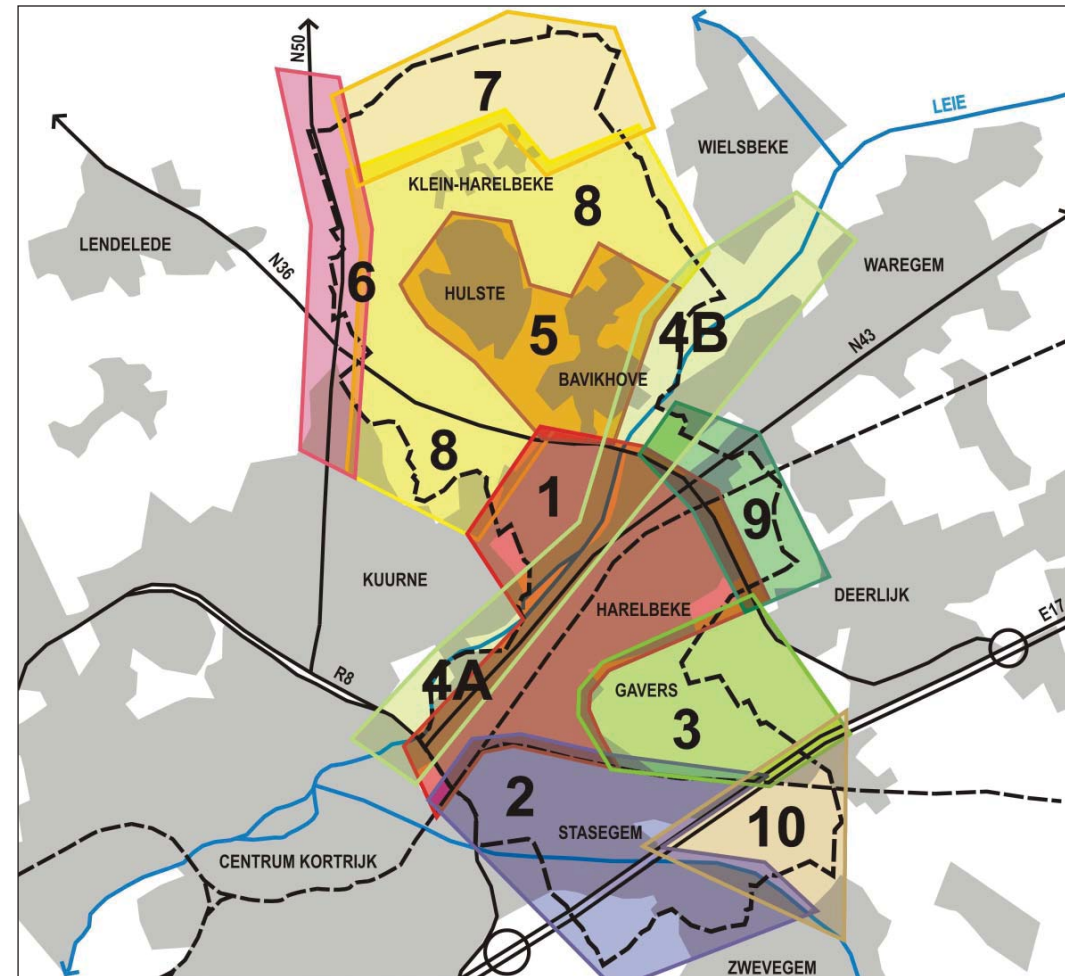 N50
7
LEIE
WIELSBEKE
KLEIN-HARELBEKE
8
LENDELEDE
WAREGEM
N36
6
HULSTE
5
4B
N43
BAVIKHOVE
8
1
9
KUURNE
HARELBEKE
DEERLIJK
E17
R8
4A
GAVERS
3
2
STASEGEM
10
CENTRUM KORTRIJK
ZWEVEGEM